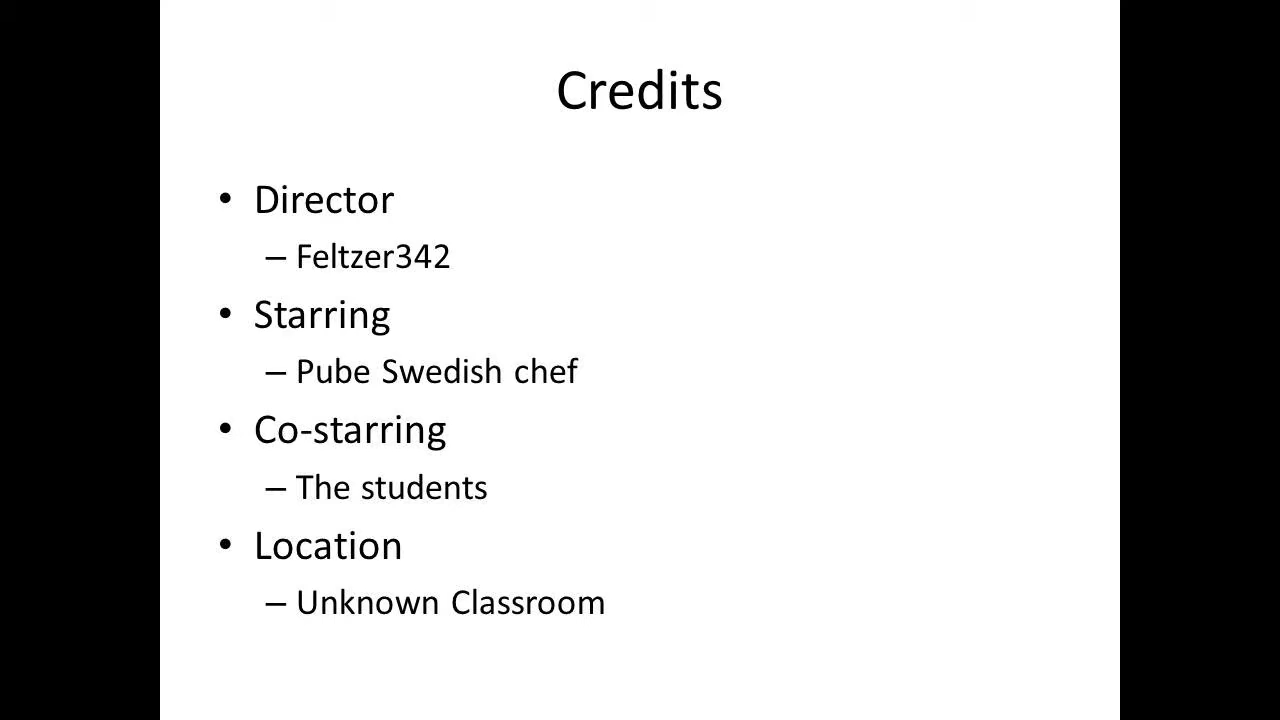 Credits
• Director
– Feltzer342
• Starring
– Pube Swedish chef
• Co-starring
– The students
• Location
– Unknown Classroom